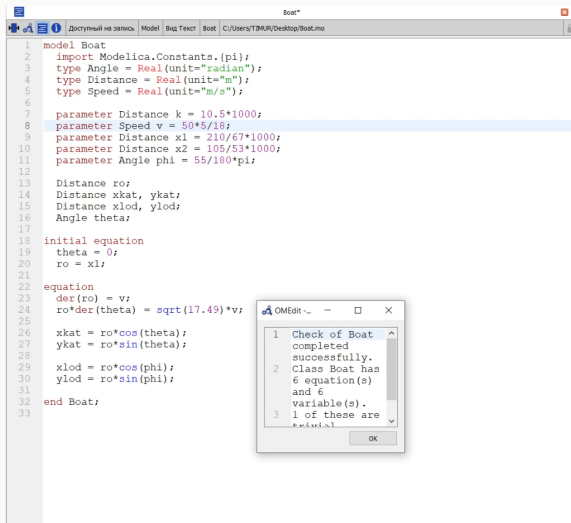 Boat*
Доступный на запись Model Вид Текст Boat C:/Users/TIMUR/Desktop/Boat.mo
1 model Boat
2 import Modelica.Constants.{pi};
3 type Angle = Real(unit="radian");
4 type Distance = Real(unit="m");
5 type Speed = Real(unit="m/s");
6
7 parameter Distance k = 10.5*1000;
8 parameter Speed v = 50*5/18;
9 parameter Distance x1 = 210/67*1000;
10 parameter Distance x2 = 105/53*1000;
11 parameter Angle phi = 55/180*pi;
12
13 Distance ro;
14 Distance xkat, ykat;
15 Distance xlod, ylod;
16 Angle theta;
17
18 initial equation
19 theta = 0;
20 ro = x1;
21
22 equation
23 der(ro) = v;
24 ro*der(theta) = sqrt(17.49)*v;
25
26 xkat = ro*cos(theta);
27 ykat = ro*sin(theta);
28
29 xlod = ro*cos(phi);
30 ylod = ro*sin(phi);
31
32 end Boat;
33
OMEdit -...
1 Check of Boat
completed
successfully.
2 Class Boat has
6 equation(s)
and 6
variable(s).
3 1 of these are
trivial
OK